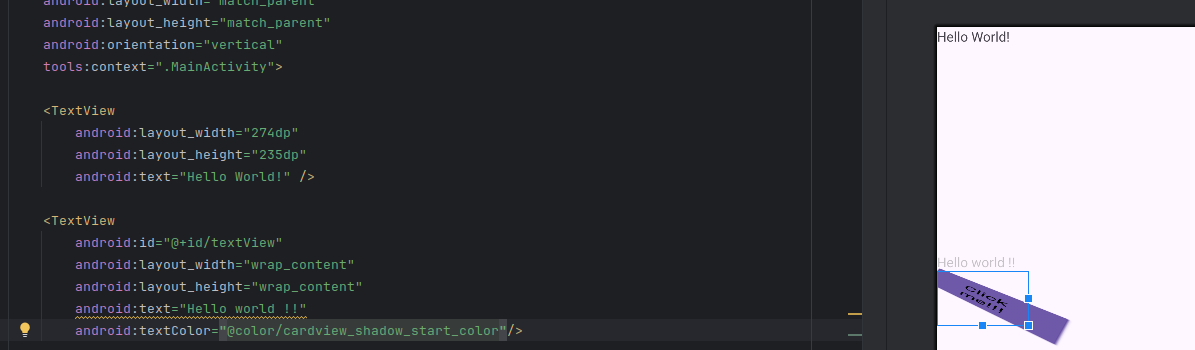 android:layout_width="match_parent"
android:layout_height="match_parent"
android:orientation="vertical"
tools:context=".MainActivity">
<TextView
android:layout_width="274dp"
android:layout_height="235dp"
android:text="Hello World!" />
<TextView
android:id="@+id/textView"
android:layout_width="wrap_content"
android:layout_height="wrap_content"
android:text="Hello world !!"
android:textColor="@color/cardview_shadow_start_color"/>
Hello World!
Hello world !!
click
me!!!